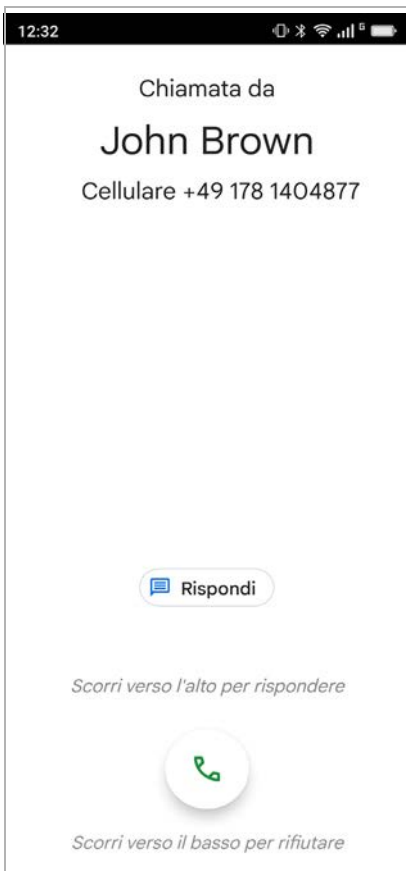 12:32
G
Chiamata da
John Brown
Cellulare +49 178 1404877
Rispondi
Scorri verso l'alto per rispondere
Scorri verso il basso per rifiutare